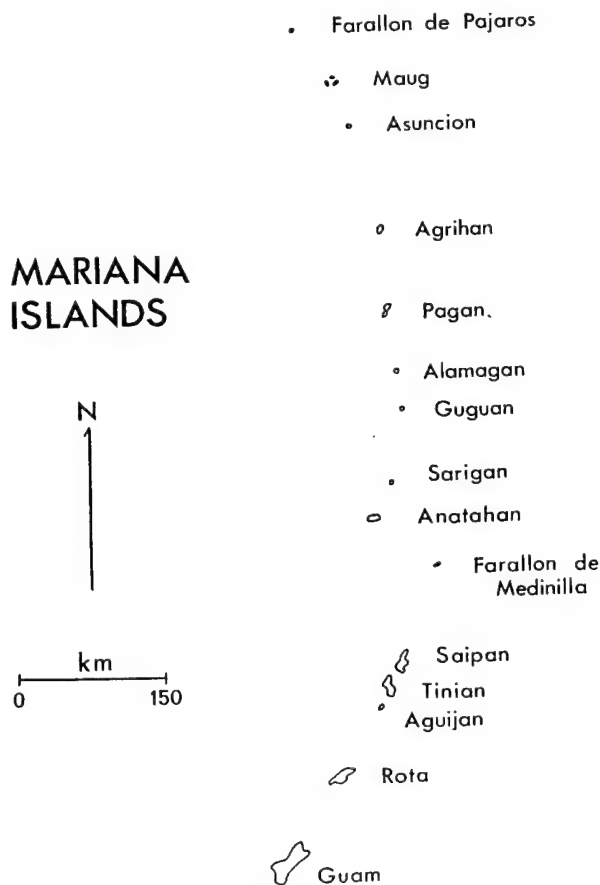 Farallon de Pajaros
Maug
Asuncion
Agrihan
MARIANA
ISLANDS
Pagan.
Alamagan
N
Guguan
Sarigan
Anatahan
Farallon de
Medinilla
km
0 150
Saipan
Tinian
Aguijan
Rota
Guam